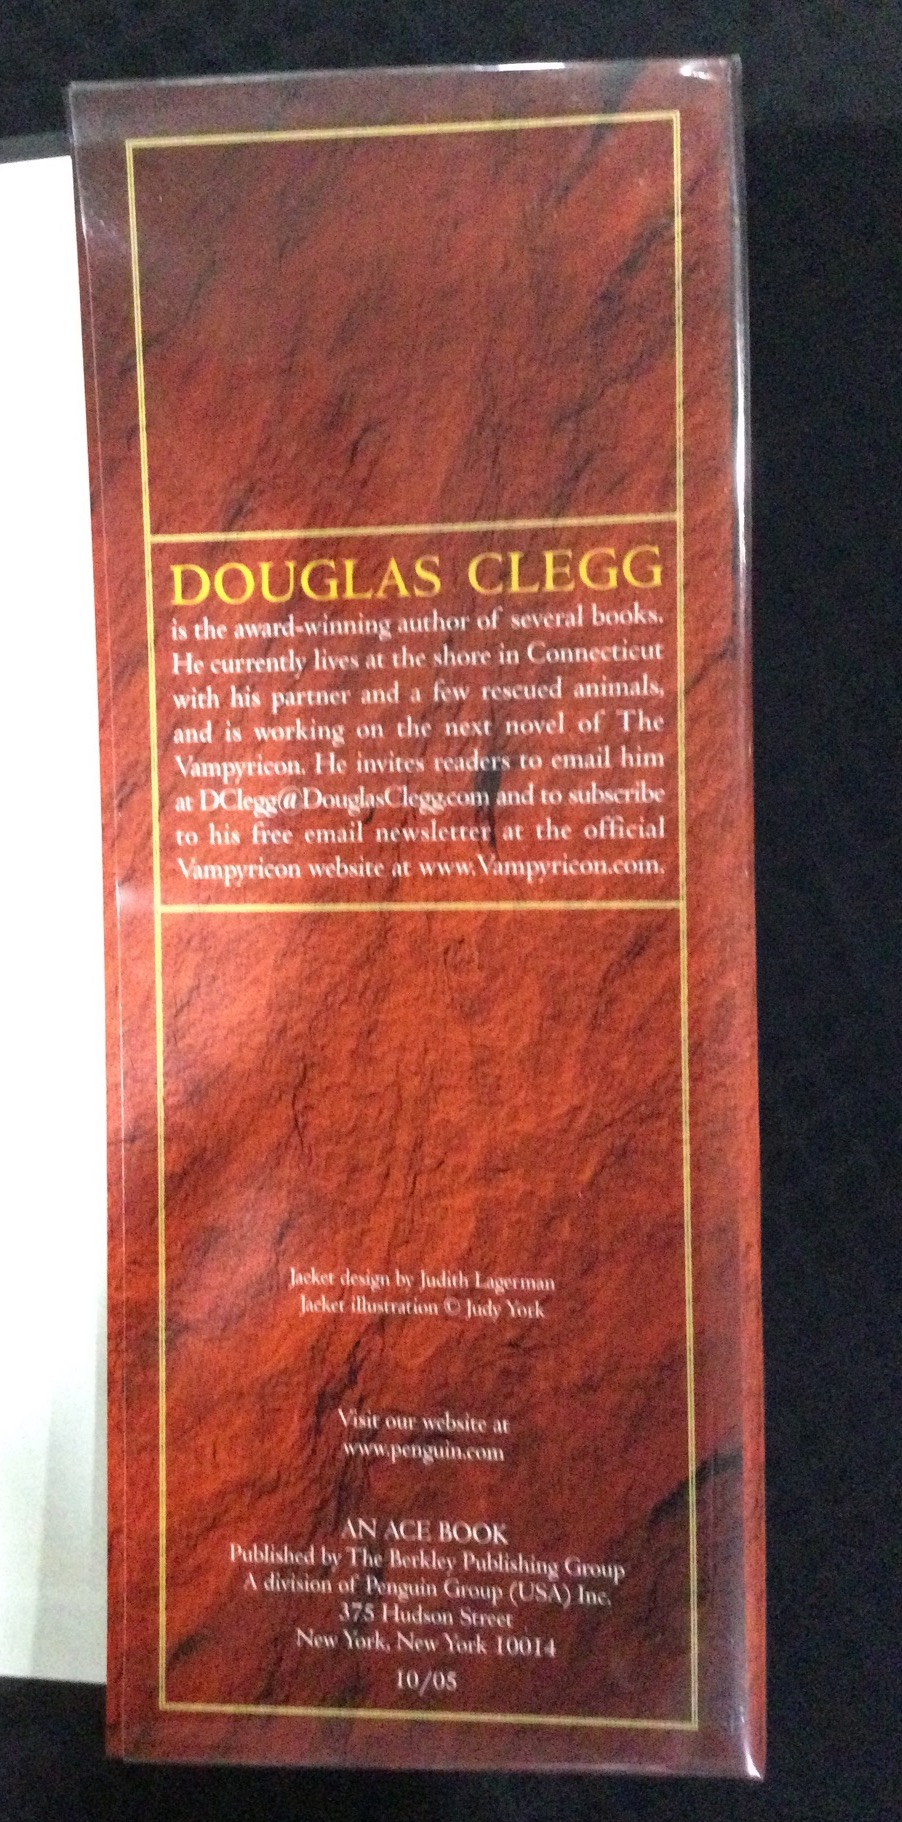 DOUGLAS CLEGG
is the award-winning author of several books.
He currently lives at the shore in Connecticut
with his partner and a few rescued animals,
and is working on the next novel of The
Vampyricon. He invites readers to email him
at DClegg@DouglasClegg.com and to subscribe
to his free email newsletter at the official
Vampyricon website at www.Vampyricon.com.
Jacket design by Judith Lagerman
Jacket illustration © Judy York
Visit our website at
www.penguin.com
AN ACE BOOK
Published by The Berkley Publishing Group
A division of Penguin Group (USA) Inc.
375 Hudson Street
New York, New York 10014
10/05